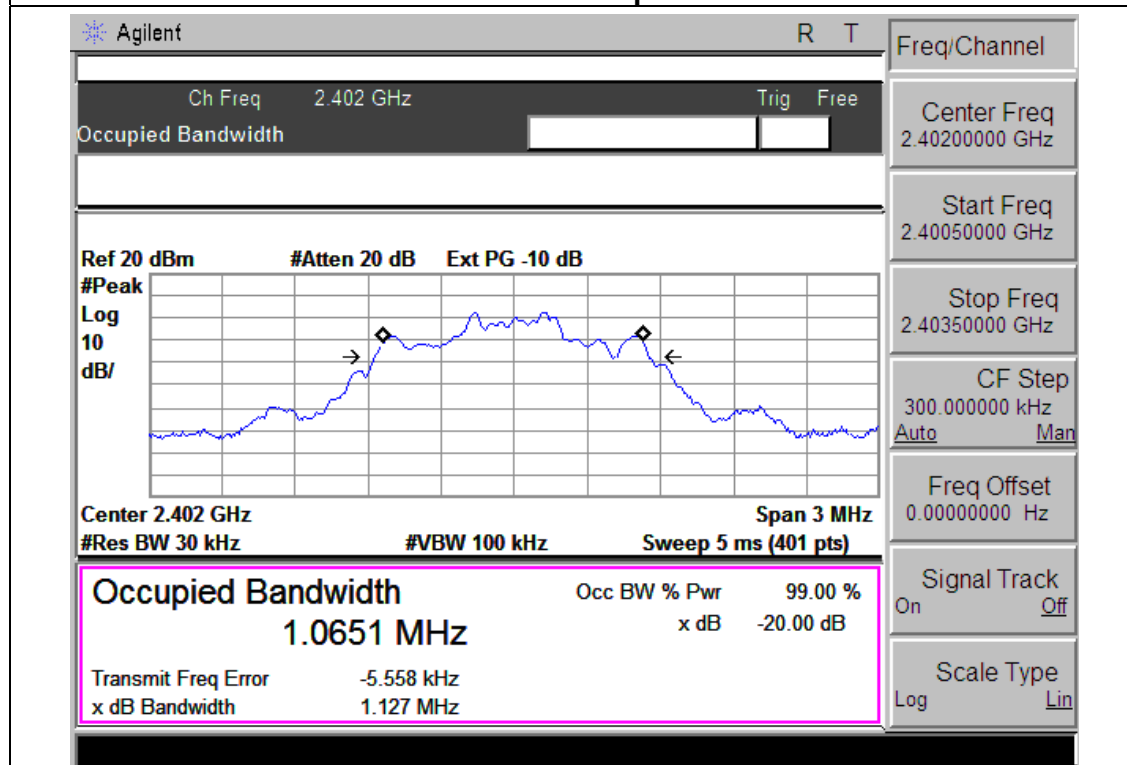 Agilent R T
Freq/Channel
Ch Freq 2.402 GHz Trig Free
Occupied Bandwidth
Center Freq
2.40200000 GHz
Start Freq
2.40050000 GHz
Ref 20 dBm #Atten 20 dB Ext PG -10 dB
#Peak
Log
10
dB/
Stop Freq
2.40350000 GHz
CF Step
300.000000 kHz
Auto Man
Freq Offset
0.00000000 Hz
Center 2.402 GHz Span 3 MHz
#Res BW 30 kHz #VBW 100 kHz Sweep 5 ms (401 pts)
Occupied Bandwidth Occ BW % Pwr 99.00 %
1.0651 MHz x dB -20.00 dB
Transmit Freq Error -5.558 kHz
x dB Bandwidth 1.127 MHz
Signal Track
On Off
Scale Type
Log Lin